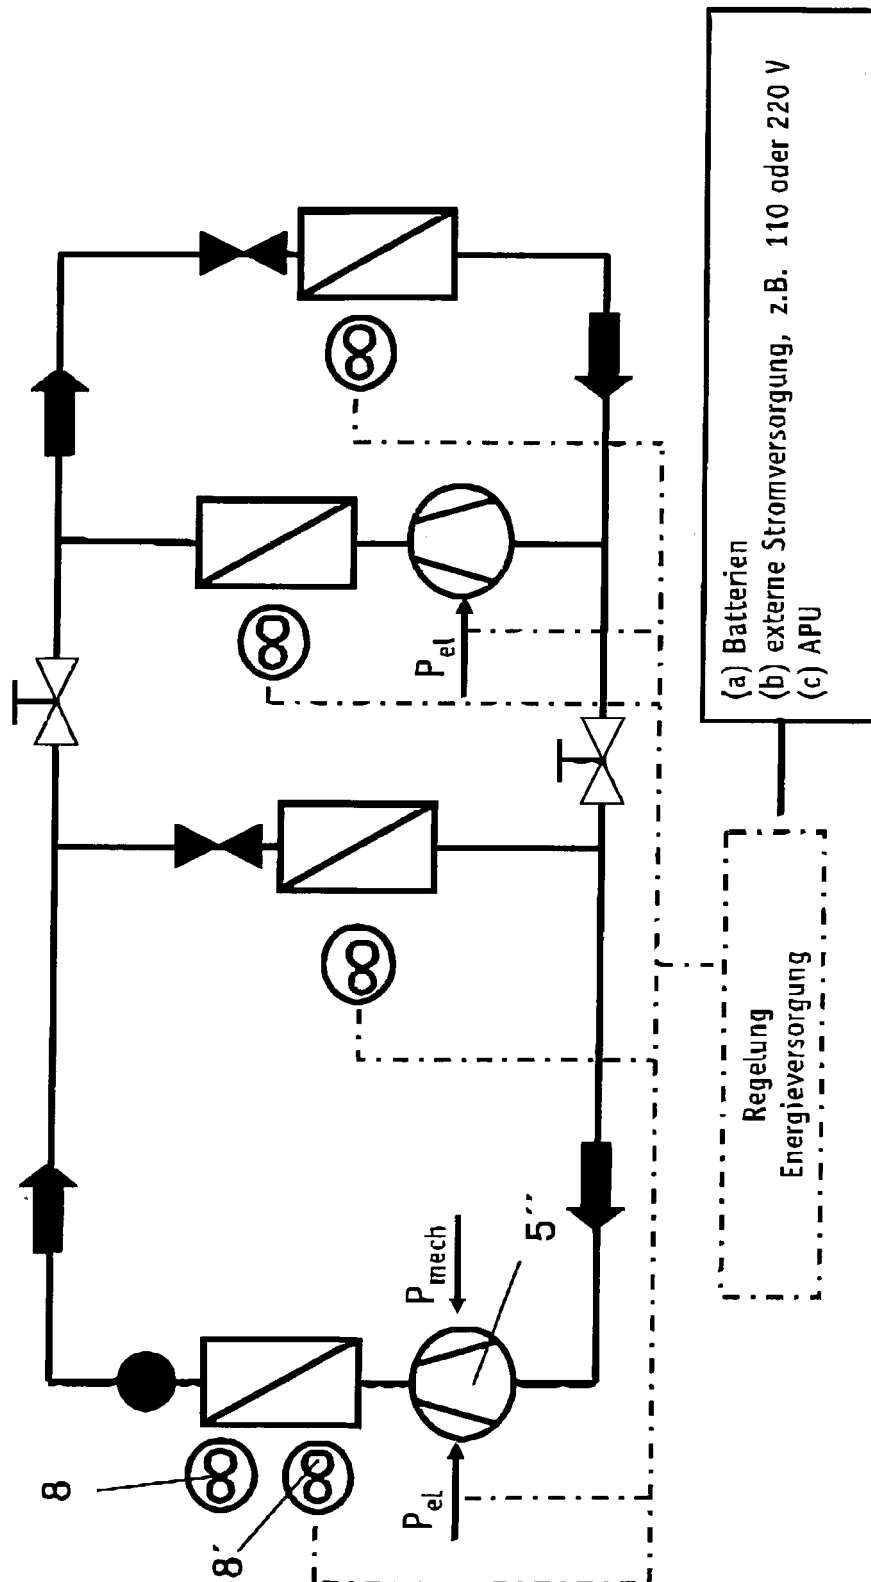 8
8´
P_el
P_mech
5´´
P_el
Regelung
Energieversorgung
(a) Batterien
(b) externe Stromversorgung, z.B. 110 oder 220 V
(c) APU